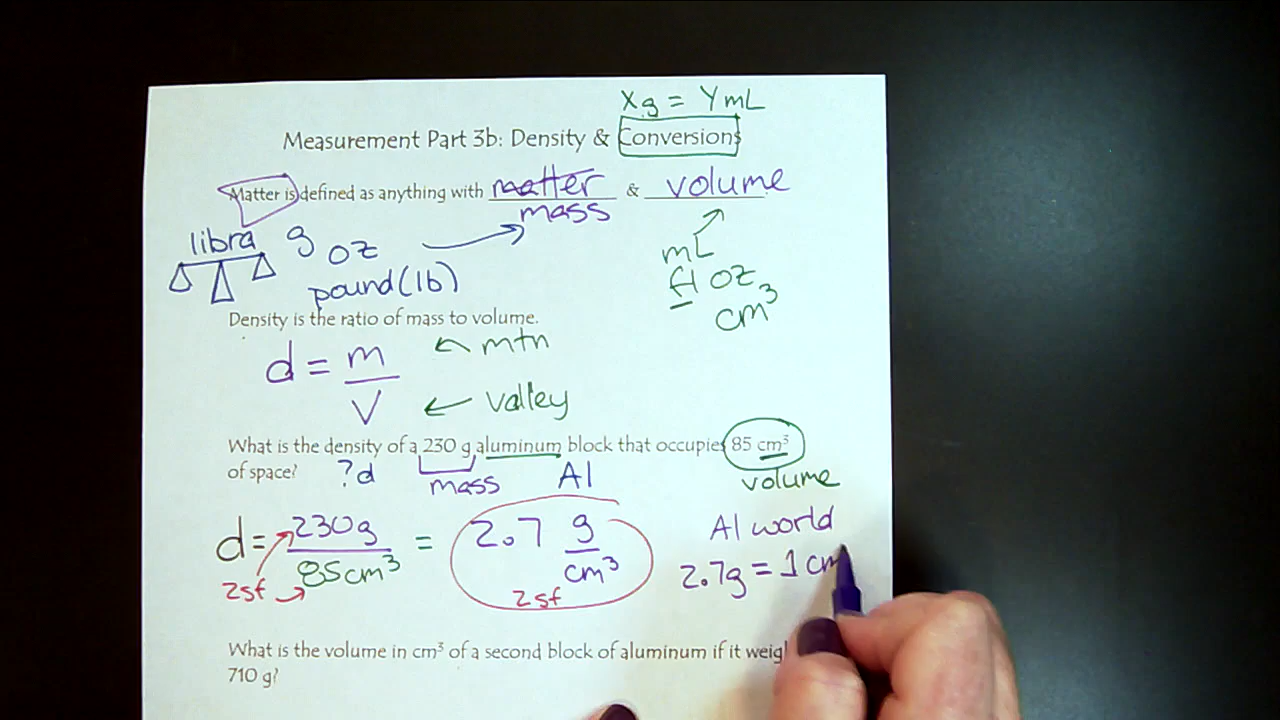 Xg = YmL
Measurement Part 3b: Density & Conversions
Matter is defined as anything with matter & volume
mass
libra g oz
pound(lb)
mL
fl oz
cm³
Density is the ratio of mass to volume.
d = m/V
← mtn
← valley
What is the density of a 230 g aluminum block that occupies 85 cm³
of space? ?d mass Al volume
d = 230g/85cm³ = 2.7 g/cm³
2sf 2sf
Al world
2.7g = 1 cm
What is the volume in cm³ of a second block of aluminum if it
710 g?